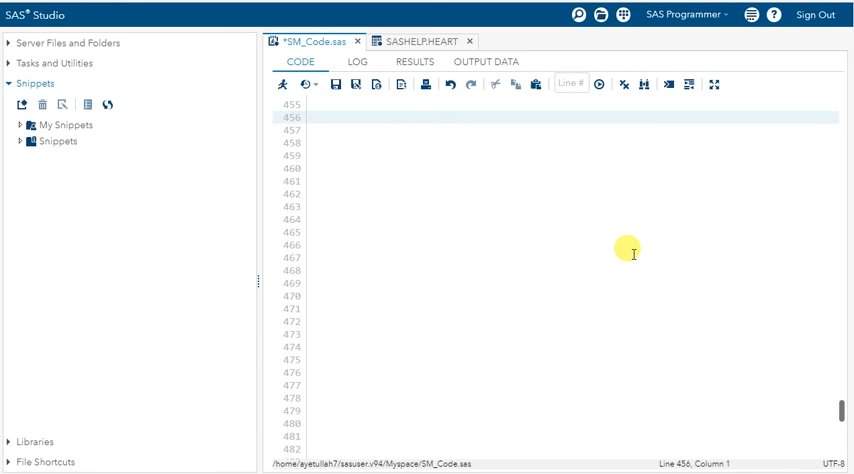 SAS® Studio
SAS Programmer
Sign Out
Server Files and Folders
Tasks and Utilities
Snippets
My Snippets
Snippets
Libraries
File Shortcuts
*SM_Code.sas
SASHELP.HEART
CODE
LOG
RESULTS
OUTPUT DATA
Line #
455
456
457
458
459
460
461
462
463
464
465
466
467
468
469
470
471
472
473
474
475
476
477
478
479
480
481
482
/home/ayetullah7/sasuser.v94/Myspace/SM_Code.sas
Line 456, Column 1
UTF-8